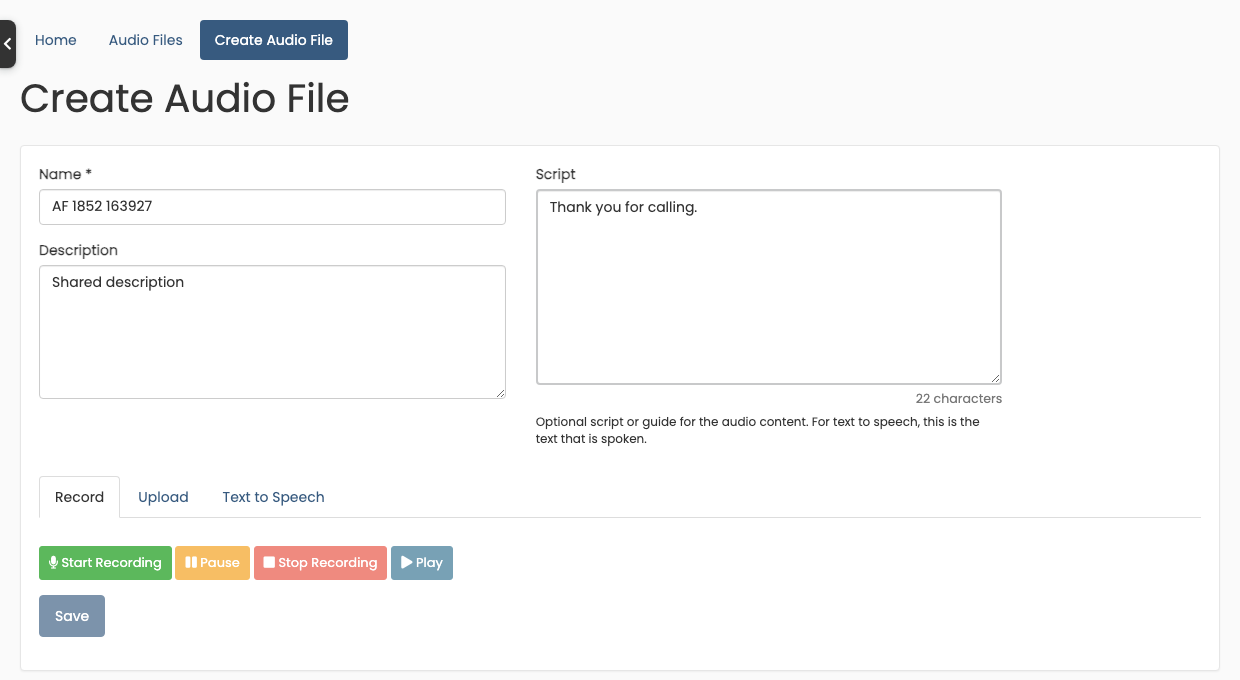 Home Audio Files Create Audio File
Create Audio File
Name *
AF 1852 163927
Description
Shared description
Script
Thank you for calling.
22 characters
Optional script or guide for the audio content. For text to speech, this is the
text that is spoken.
Record Upload Text to Speech
Start Recording Pause Stop Recording Play
Save